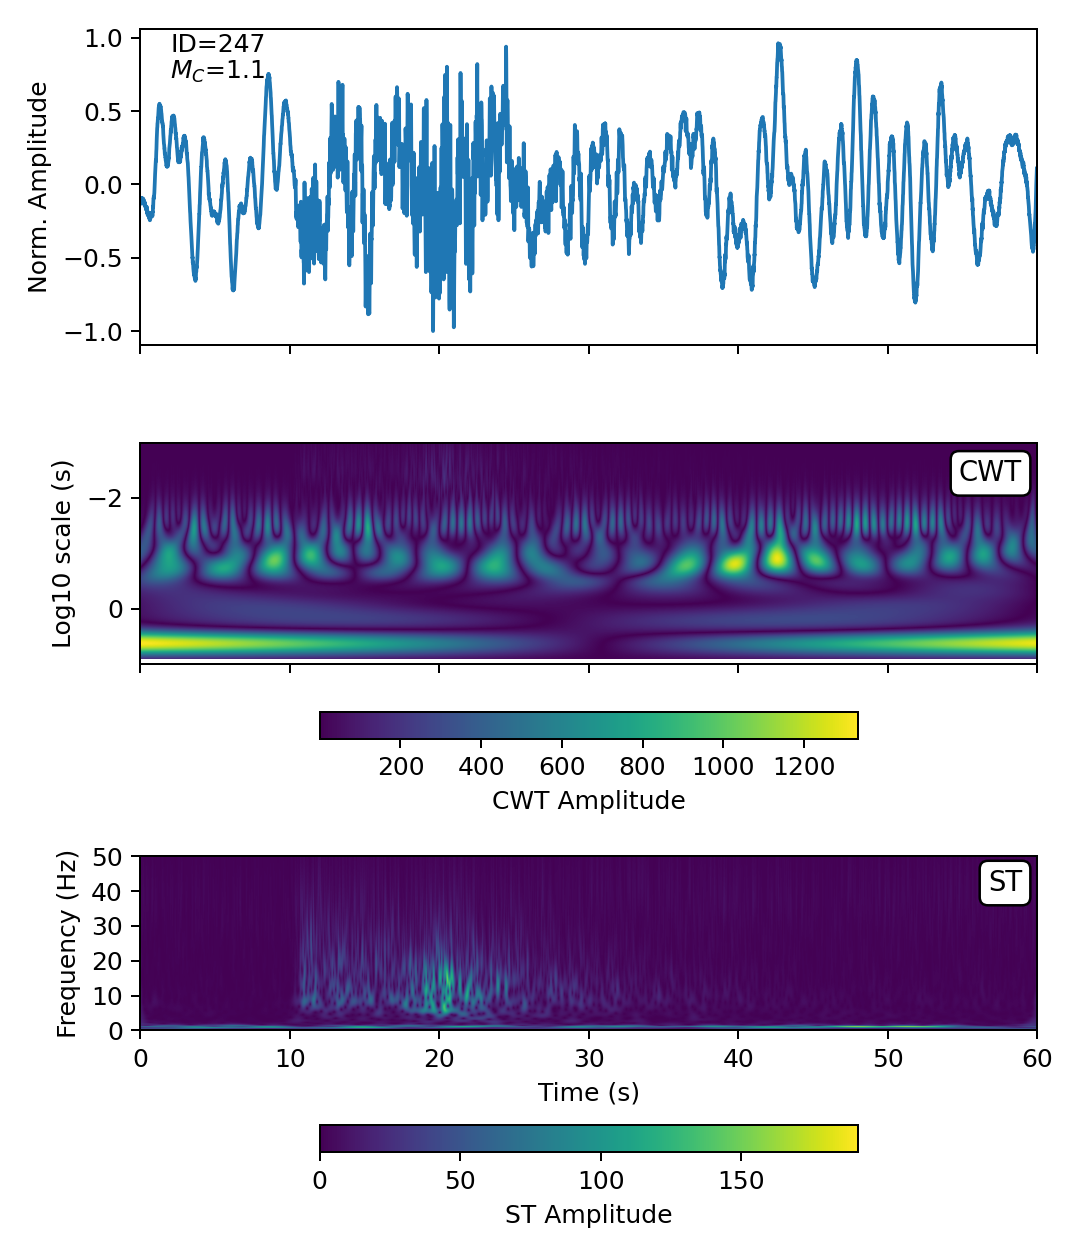 1.0
0.5
0.0
−0.5
−1.0
Norm. Amplitude
ID=247
M_C=1.1
−2
0
Log10 scale (s)
CWT
200 400 600 800 1000 1200
CWT Amplitude
50
40
30
20
10
0
Frequency (Hz)
ST
0 10 20 30 40 50 60
Time (s)
0 50 100 150
ST Amplitude